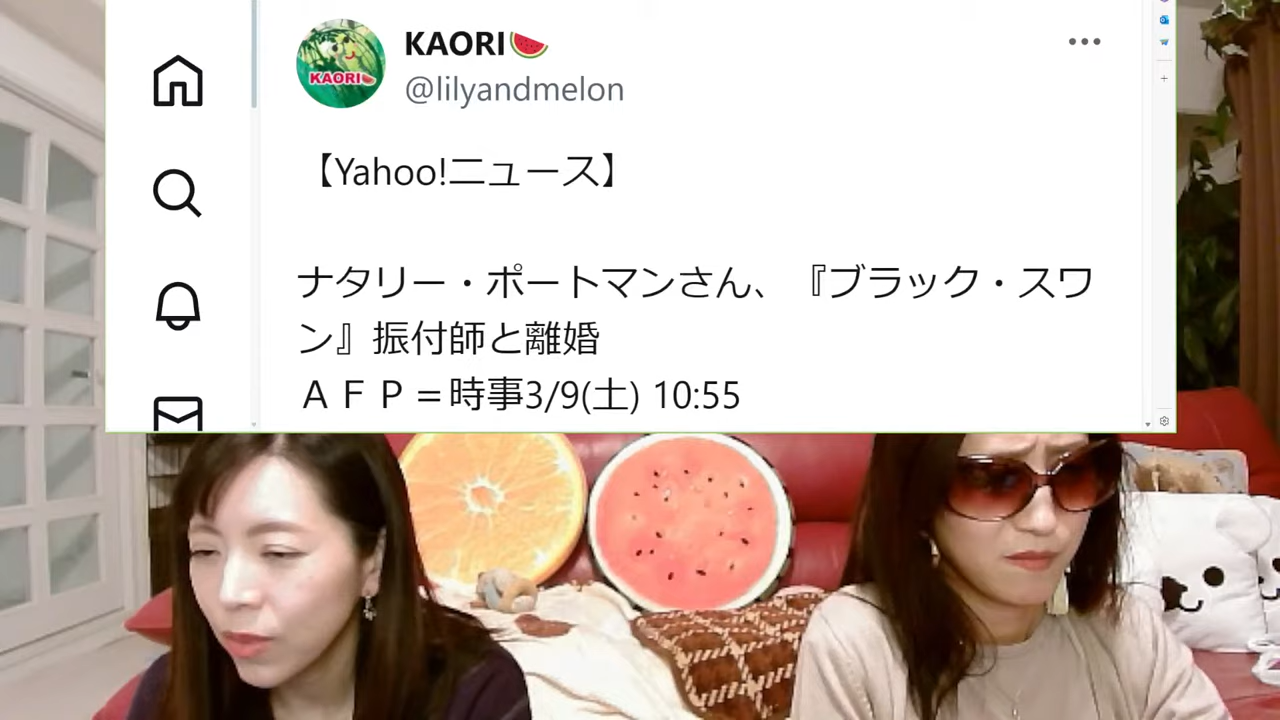 KAORI🍉
@lilyandmelon
KAORI🍉
【Yahoo!ニュース】
ナタリー・ポートマンさん、『ブラック・スワ
ン』振付師と離婚
ＡＦＰ＝時事3/9(土) 10:55